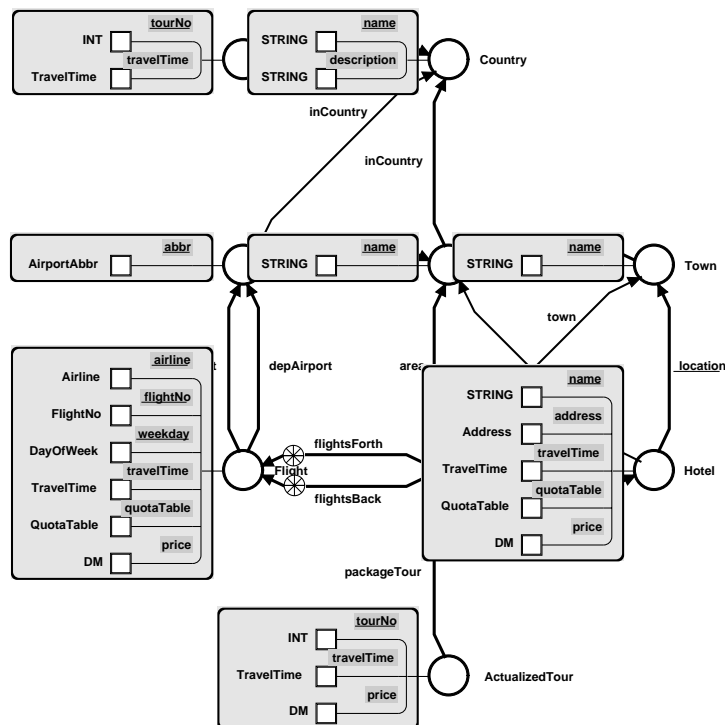 tourNo
INT
travelTime
TravelTime
name
STRING
description
STRING
Country
inCountry
inCountry
abbr
AirportAbbr
name
STRING
name
STRING
Town
town
airline
Airline
flightNo
FlightNo
weekday
DayOfWeek
travelTime
TravelTime
quotaTable
QuotaTable
price
DM
t
depArport
area
location
name
STRING
address
Address
travelTime
TravelTime
quotaTable
QuotaTable
price
DM
Hotel
flightsForth
Flight
flightsBack
packageTour
tourNo
INT
travelTime
TravelTime
price
DM
ActualizedTour